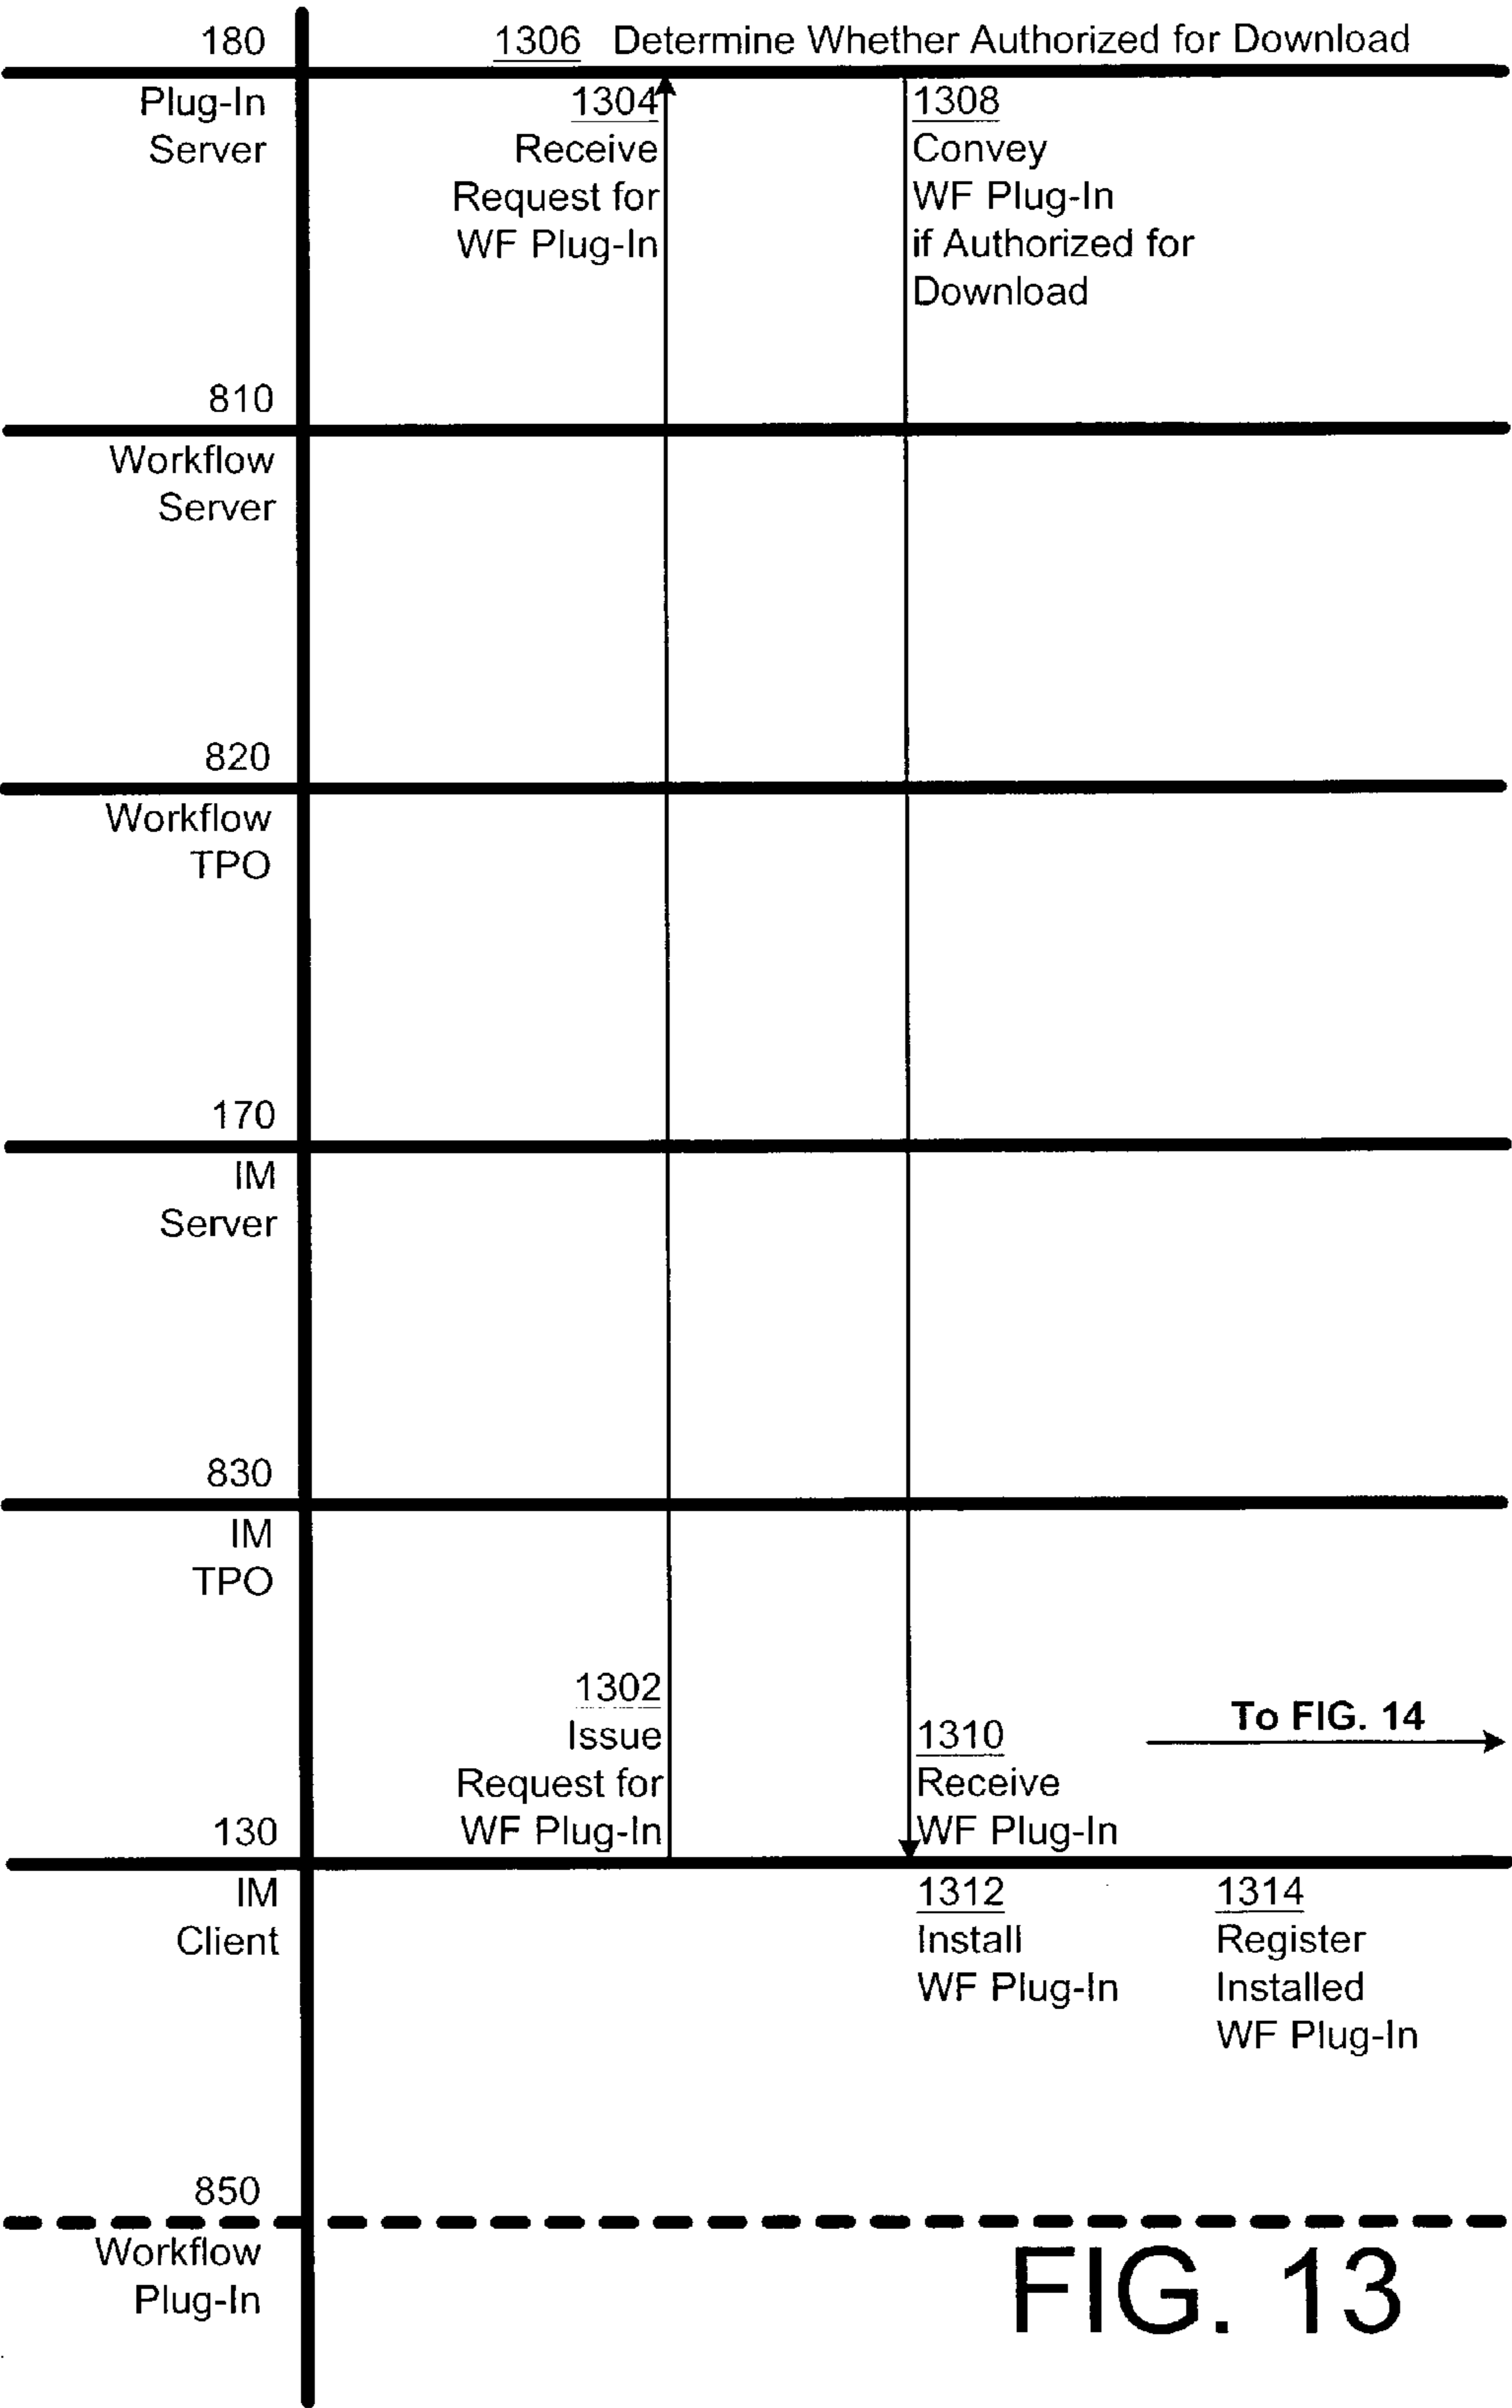 180
1306 Determine Whether Authorized for Download
Plug-In
Server
1304
Receive
Request for
WF Plug-In
1308
Convey
WF Plug-In
if Authorized for
Download
810
Workflow
Server
820
Workflow
TPO
170
IM
Server
830
IM
TPO
1302
Issue
Request for
WF Plug-In
1310
Receive
WF Plug-In
To FIG. 14
130
IM
Client
1312
Install
WF Plug-In
1314
Register
Installed
WF Plug-In
850
Workflow
Plug-In
FIG. 13